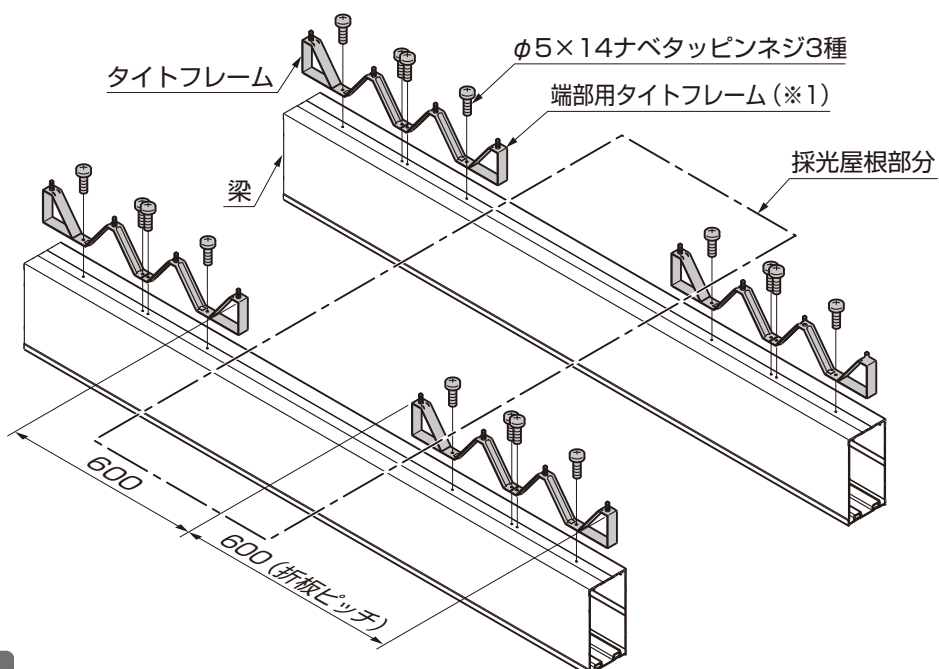 φ5×14ナベタッピンネジ3種
タイトフレーム
端部用タイトフレーム(※1)
採光屋根部分
梁
600
600(折板ピッチ)